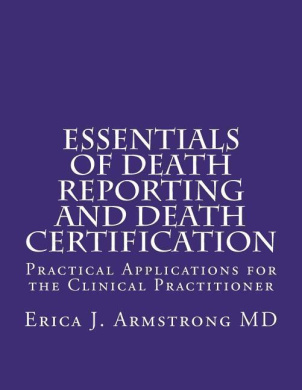 ESSENTIALS
OF DEATH
REPORTING
AND DEATH
CERTIFICATION
Practical Applications for
the Clinical Practitioner
Erica J. Armstrong MD